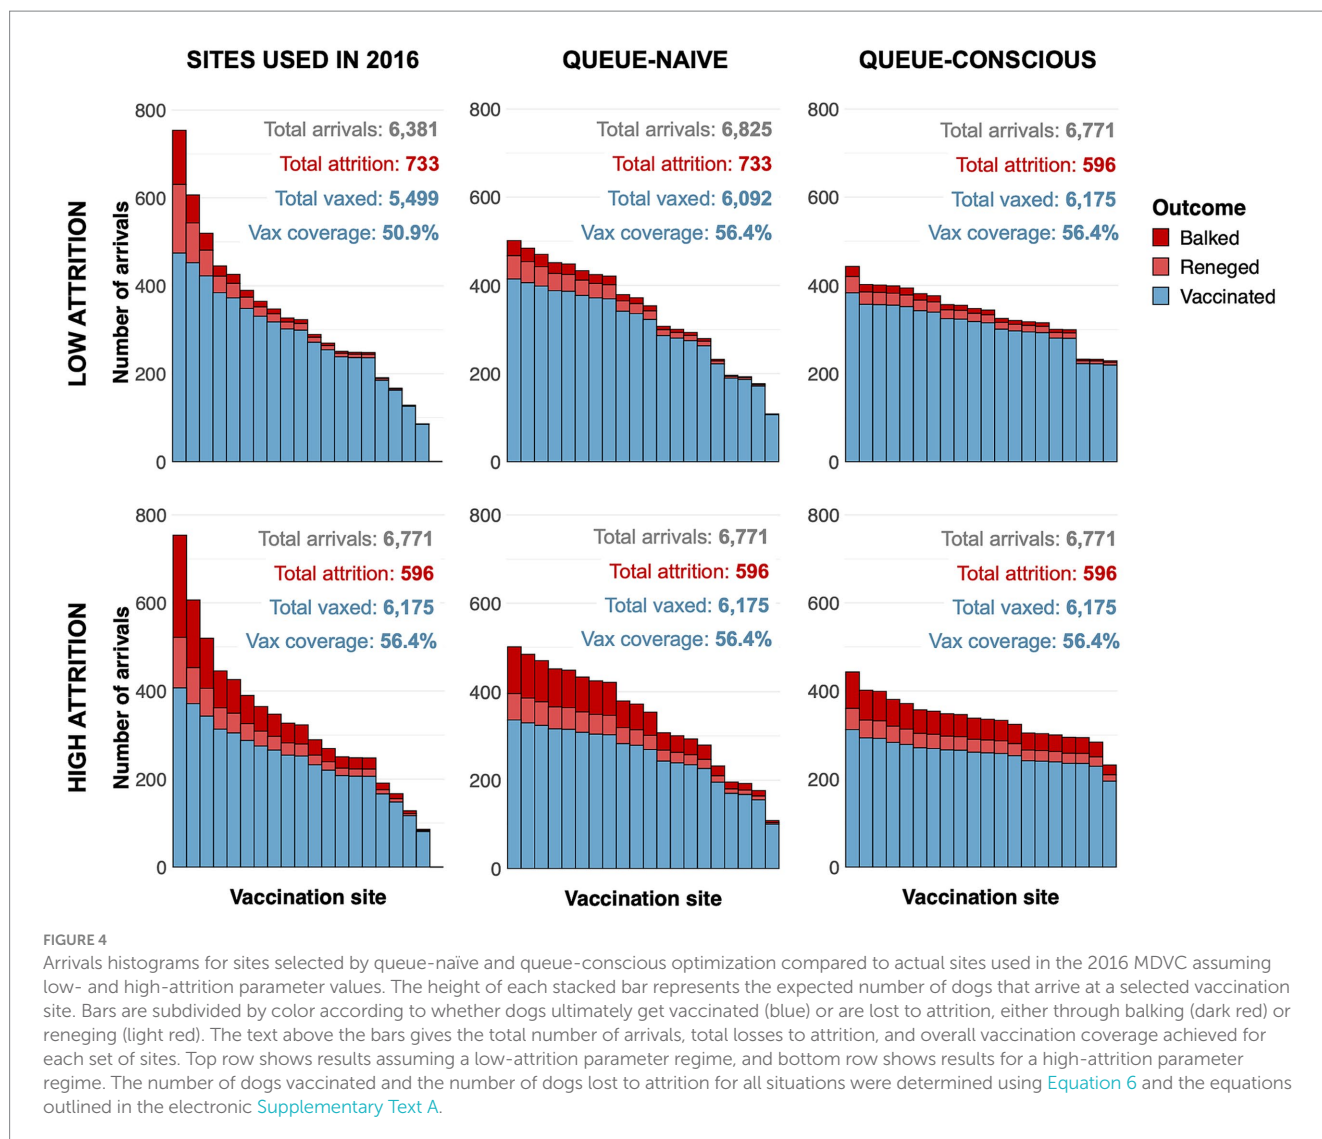 SITES USED IN 2016
QUEUE-NAIVE
QUEUE-CONSCIOUS
LOW ATTRITION
Number of arrivals
800
600
400
200
0
Total arrivals: 6,381
Total attrition: 733
Total vaxed: 5,499
Vax coverage: 50.9%
800
600
400
200
0
Total arrivals: 6,825
Total attrition: 733
Total vaxed: 6,092
Vax coverage: 56.4%
800
600
400
200
0
Total arrivals: 6,771
Total attrition: 596
Total vaxed: 6,175
Vax coverage: 56.4%
Outcome
Balked
Reneged
Vaccinated
HIGH ATTRITION
Number of arrivals
800
600
400
200
0
Total arrivals: 6,771
Total attrition: 596
Total vaxed: 6,175
Vax coverage: 56.4%
Vaccination site
800
600
400
200
0
Total arrivals: 6,771
Total attrition: 596
Total vaxed: 6,175
Vax coverage: 56.4%
Vaccination site
800
600
400
200
0
Total arrivals: 6,771
Total attrition: 596
Total vaxed: 6,175
Vax coverage: 56.4%
Vaccination site
FIGURE 4
Arrivals histograms for sites selected by queue-naïve and queue-conscious optimization compared to actual sites used in the 2016 MDVC assuming
low- and high-attrition parameter values. The height of each stacked bar represents the expected number of dogs that arrive at a selected vaccination
site. Bars are subdivided by color according to whether dogs ultimately get vaccinated (blue) or are lost to attrition, either through balking (dark red) or
reneging (light red). The text above the bars gives the total number of arrivals, total losses to attrition, and overall vaccination coverage achieved for
each set of sites. Top row shows results assuming a low-attrition parameter regime, and bottom row shows results for a high-attrition parameter
regime. The number of dogs vaccinated and the number of dogs lost to attrition for all situations were determined using Equation 6 and the equations
outlined in the electronic Supplementary Text A.